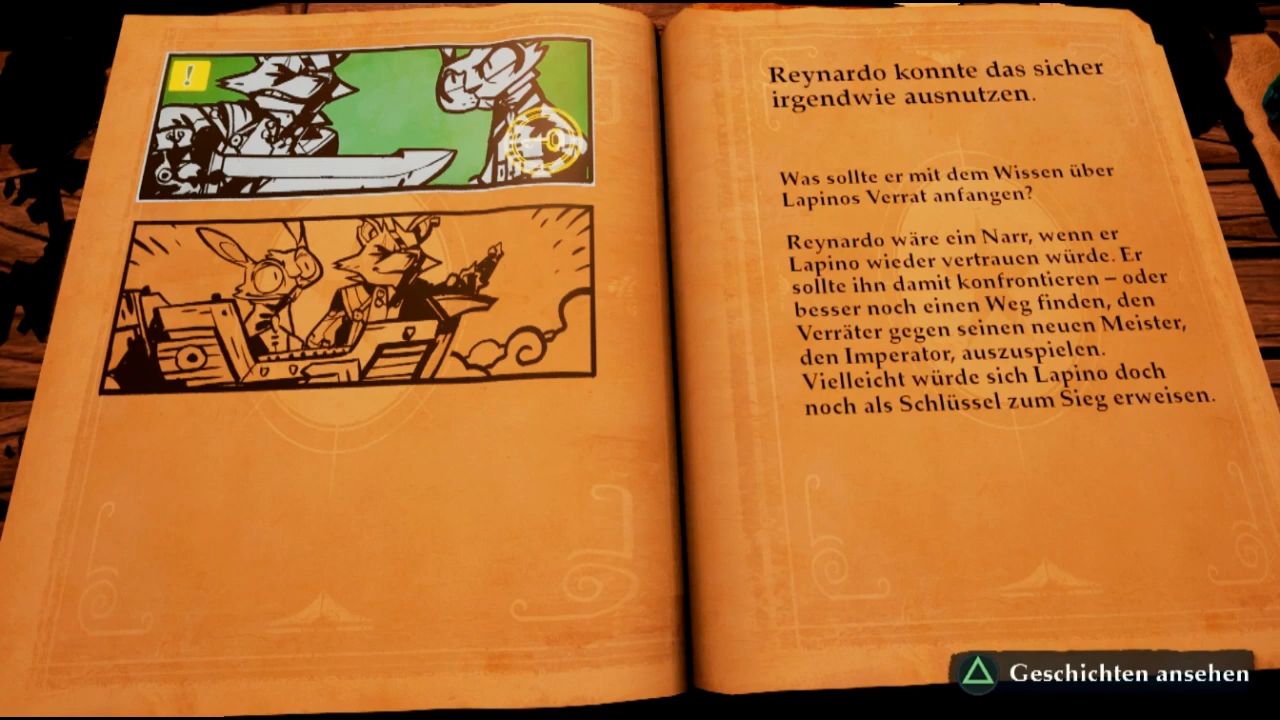 !
Reynardo konnte das sicher
irgendwie ausnutzen.
Was sollte er mit dem Wissen über
Lapinos Verrat anfangen?
Reynardo wäre ein Narr, wenn er
Lapino wieder vertrauen würde. Er
sollte ihn damit konfrontieren – oder
besser noch einen Weg finden, den
Verräter gegen seinen neuen Meister,
den Imperator, auszuspielen.
Vielleicht würde sich Lapino doch
noch als Schlüssel zum Sieg erweisen.
Geschichten ansehen